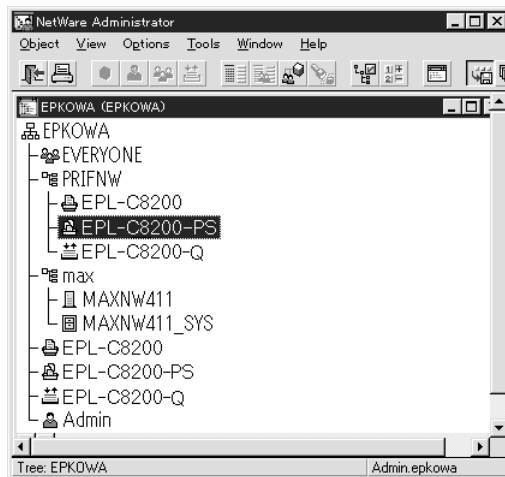 NetWare Administrator
Object View Options Tools Window Help
EPKOWA (EPKOWA)
EPKOWA
EVERYONE
PRIFNW
EPL-C8200
EPL-C8200-PS
EPL-C8200-Q
max
MAXNW411
MAXNW411_SYS
EPL-C8200
EPL-C8200-PS
EPL-C8200-Q
Admin
Tree: EPKOWA Admin.epkowa